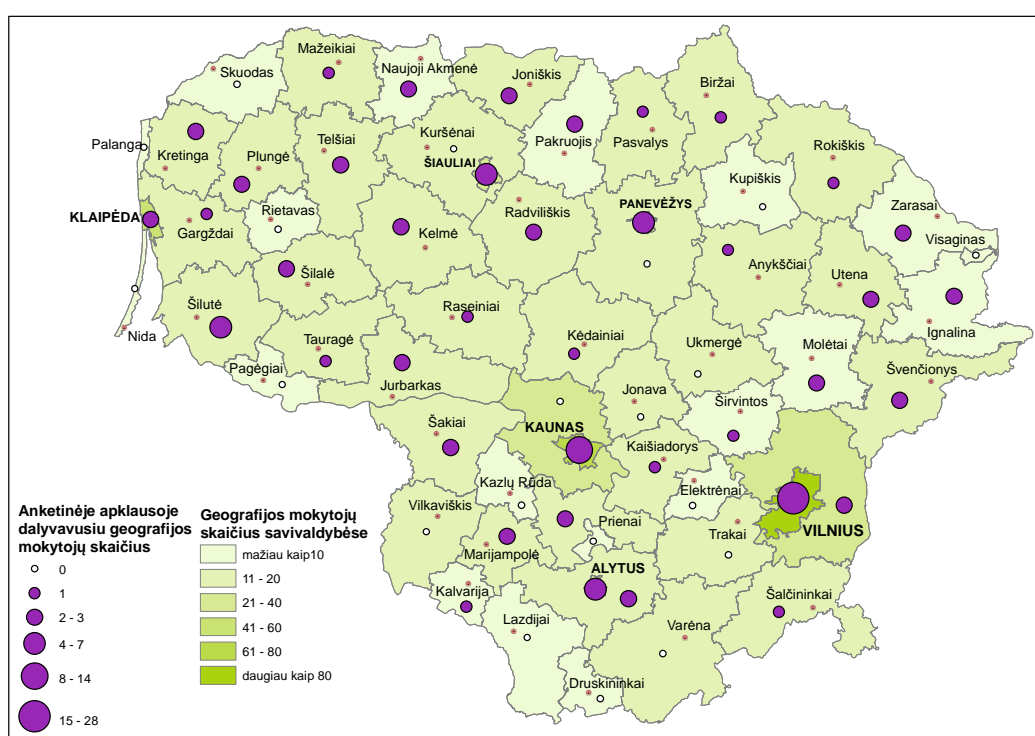 Mažeikiai
Skuodas
Naujoji Akmenė
Joniškis
Biržai
Palanga
Kretinga
Plungė
Telšiai
Kuršėnai
ŠIAULIAI
Pakruojis
Pasvalys
Rokiškis
Kupiškis
Zarasai
Visaginas
KLAIPĖDA
Gargždai
Rietavas
Kelmė
Radviliškis
PANEVĖŽYS
Anykščiai
Utena
Ignalina
Šilalė
Šilutė
Nida
Raseiniai
Tauragė
Kėdainiai
Ukmergė
Molėtai
Švenčionys
Pagėgiai
Jurbarkas
Jonava
Širvintos
Šakiai
KAUNAS
Kaišiadorys
Elektrėnai
Kazlų Rūda
Vilkaviškis
Prienai
Trakai
VILNIUS
Marijampolė
ALYTUS
Kalvarija
Šalčininkai
Lazdijai
Varėna
Druskininkai
Anketinėje apklausoje
dalyvavusiu geografijos
mokytojų skaičius
0
1
2 - 3
4 - 7
8 - 14
15 - 28
Geografijos mokytojų
skaičius savivaldybėse
mažiau kaip10
11 - 20
21 - 40
41 - 60
61 - 80
daugiau kaip 80